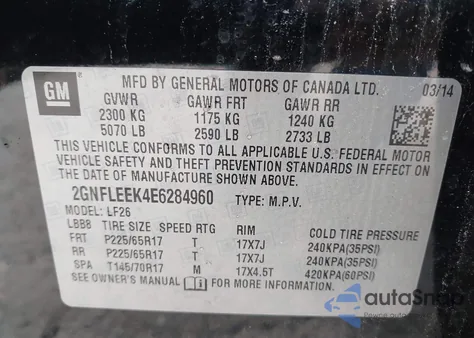 GM
MFD BY GENERAL MOTORS OF CANADA LTD. 03/14
GVWR GAWR FRT GAWR RR
2300 KG 1175 KG 1240 KG
5070 LB 2590 LB 2733 LB
THIS VEHICLE CONFORMS TO ALL APPLICABLE U.S. FEDERAL MOTOR
VEHICLE SAFETY AND THEFT PREVENTION STANDARDS IN EFFECT ON
THE DATE OF MANUFACTURE SHOWN ABOVE.
2GNFLEEK4E6284960 TYPE: M.P.V.
MODEL: LF26
LBB8 TIRE SIZE SPEED RTG RIM COLD TIRE PRESSURE
FRT P225/65R17 T 17X7J 240KPA(35PSI)
RR P225/65R17 T 17X7J 240KPA(35PSI)
SPA T145/70R17 M 17X4.5T 420KPA(60PSI)
SEE OWNER'S MANUAL FOR MORE INFORMATION.
autoSnap